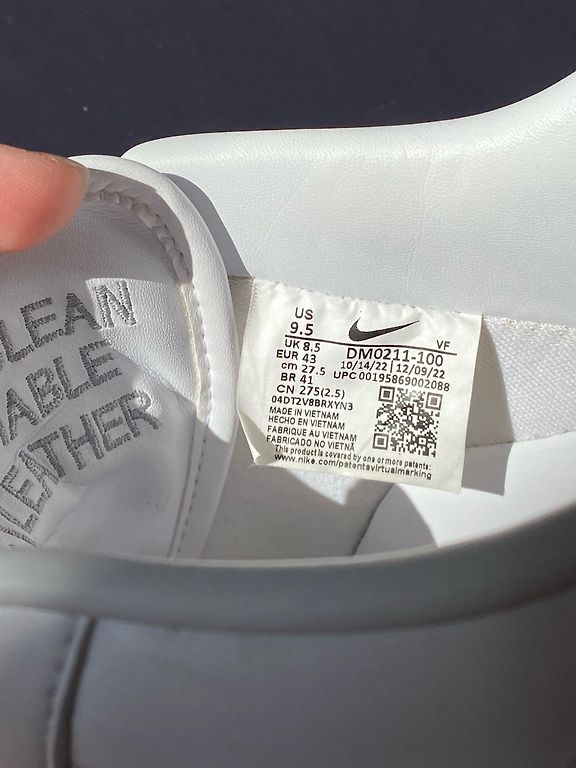 LEAN
ABLE
LEATHER
US
9.5
VF
UK 8.5
DM0211-100
EUR 43
10/14/22 12/09/22
cm 27.5
UPC 00195869002088
BR 41
CN 275(2.5)
04DT2V8BRXYN3
MADE IN VIETNAM
HECHO EN VIETNAM
FABRIQUE AU VIETNAM
FABRICADO NO VIETNÃ
This product is covered by one or more patents:
www.nike.com/patentsvirtualmarking